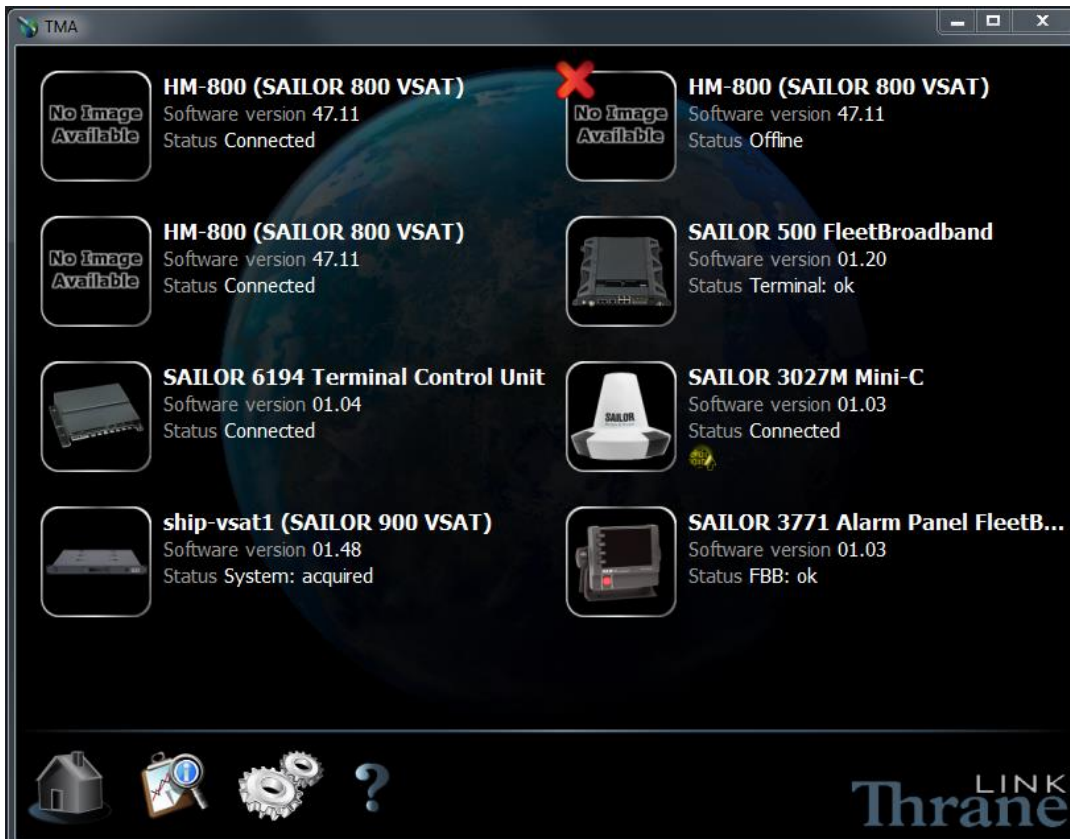 TMA
No Image
Available
HM-800 (SAILOR 800 VSAT)
Software version 47.11
Status Connected
No Image
Available
HM-800 (SAILOR 800 VSAT)
Software version 47.11
Status Offline
No Image
Available
HM-800 (SAILOR 800 VSAT)
Software version 47.11
Status Connected
SAILOR 500 FleetBroadband
Software version 01.20
Status Terminal: ok
SAILOR 6194 Terminal Control Unit
Software version 01.04
Status Connected
SAILOR
SAILOR 3027M Mini-C
Software version 01.03
Status Connected
ship-vsat1 (SAILOR 900 VSAT)
Software version 01.48
Status System: acquired
SAILOR 3771 Alarm Panel FleetB...
Software version 01.03
Status FBB: ok
?
LINK
Thrane